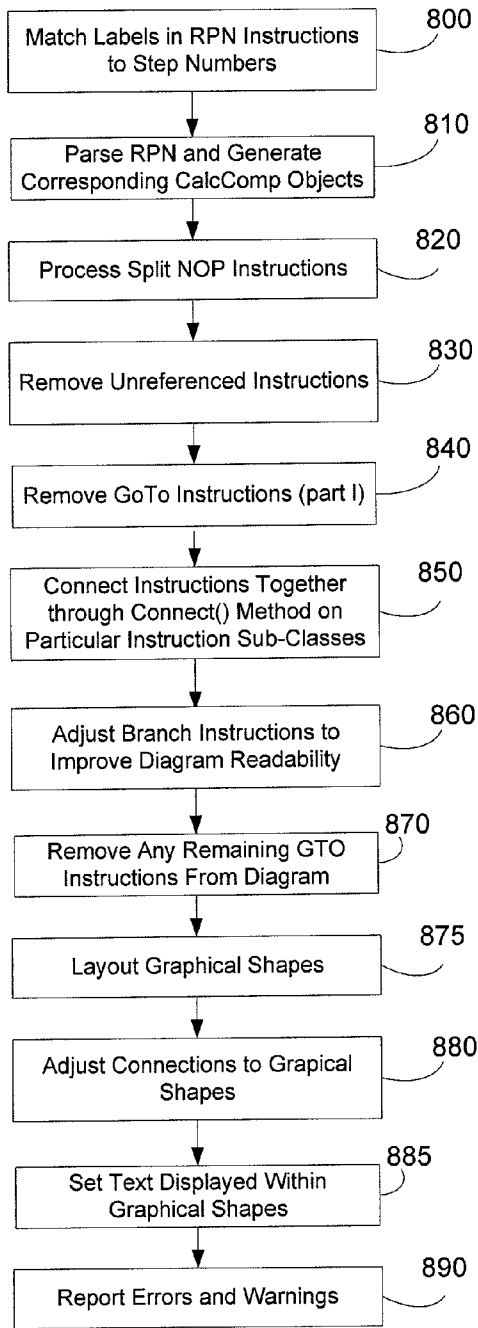 Match Labels in RPN Instructions
to Step Numbers
800
Parse RPN and Generate
Corresponding CalcComp Objects
810
Process Split NOP Instructions
820
Remove Unreferenced Instructions
830
Remove GoTo Instructions (part I)
840
Connect Instructions Together
through Connect() Method on
Particular Instruction Sub-Classes
850
Adjust Branch Instructions to
Improve Diagram Readability
860
Remove Any Remaining GTO
Instructions From Diagram
870
Layout Graphical Shapes
875
Adjust Connections to Grapical
Shapes
880
Set Text Displayed Within
Graphical Shapes
885
Report Errors and Warnings
890